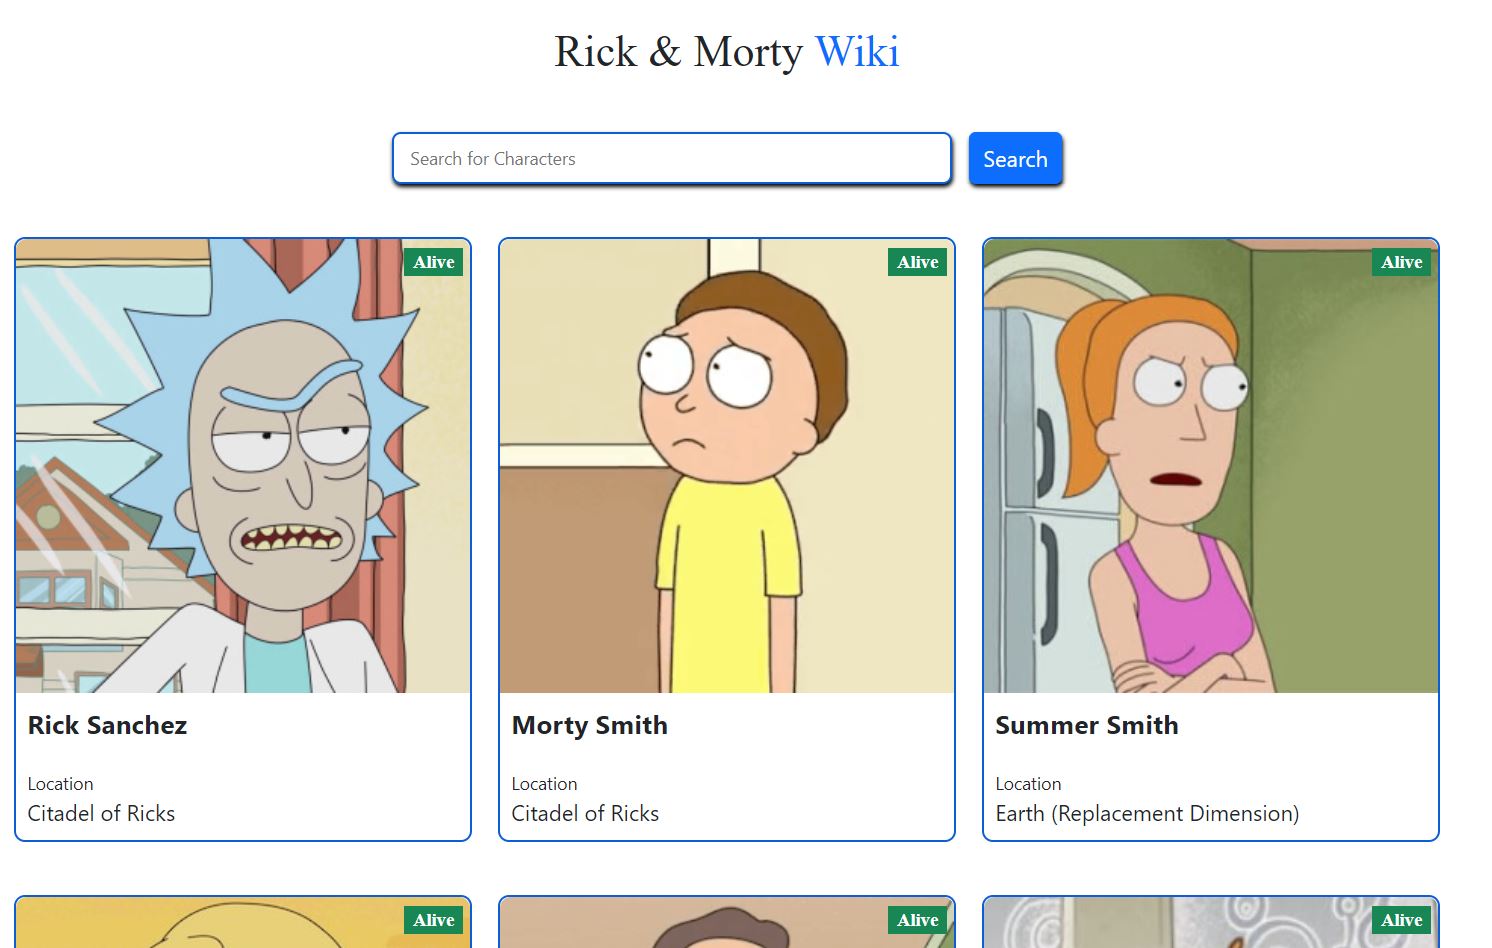 Rick & Morty Wiki
Search for Characters
Search
Alive
Rick Sanchez
Location
Citadel of Ricks
Alive
Morty Smith
Location
Citadel of Ricks
Alive
Summer Smith
Location
Earth (Replacement Dimension)
Alive
Alive
Alive